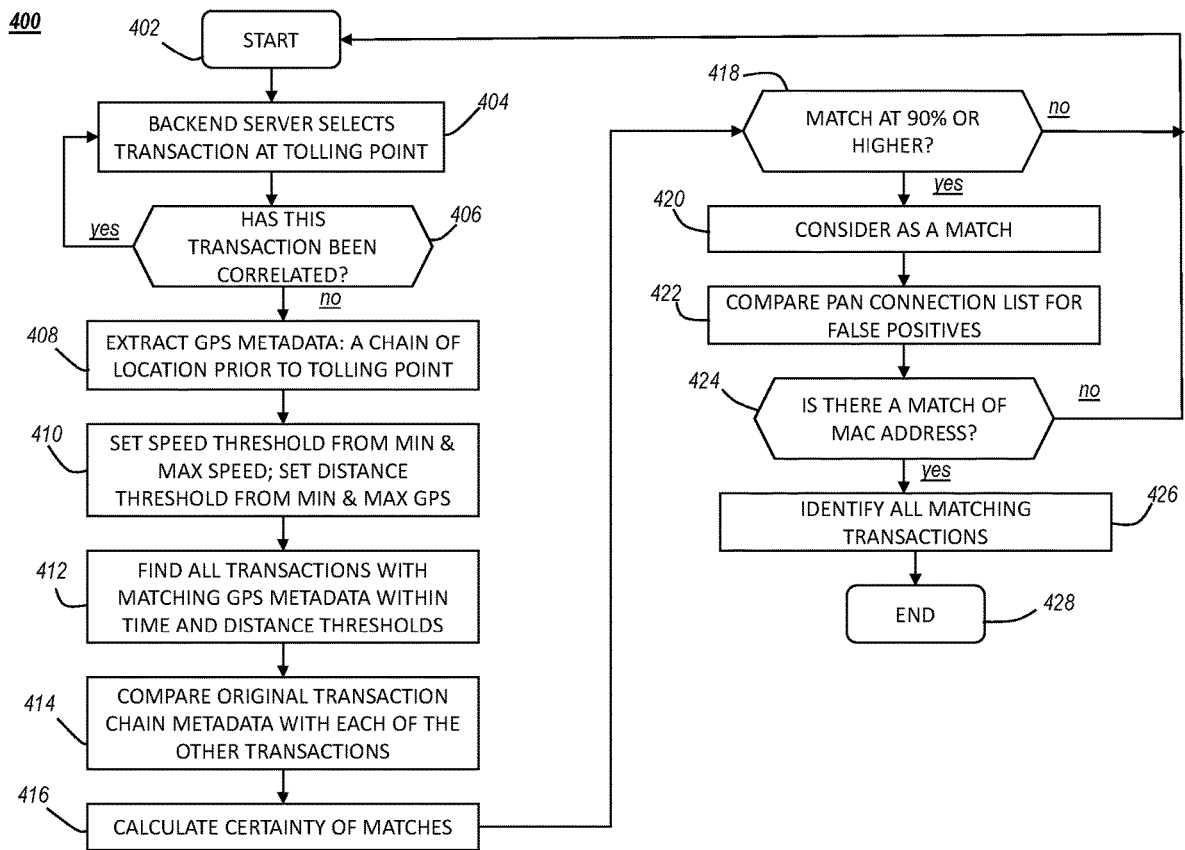 400
402
START
404
BACKEND SERVER SELECTS
TRANSACTION AT TOLLING POINT
406
HAS THIS
TRANSACTION BEEN
CORRELATED?
yes
no
408
EXTRACT GPS METADATA: A CHAIN OF
LOCATION PRIOR TO TOLLING POINT
410
SET SPEED THRESHOLD FROM MIN &
MAX SPEED; SET DISTANCE
THRESHOLD FROM MIN & MAX GPS
412
FIND ALL TRANSACTIONS WITH
MATCHING GPS METADATA WITHIN
TIME AND DISTANCE THRESHOLDS
414
COMPARE ORIGINAL TRANSACTION
CHAIN METADATA WITH EACH OF THE
OTHER TRANSACTIONS
416
CALCULATE CERTAINTY OF MATCHES
418
MATCH AT 90% OR
HIGHER?
no
yes
420
CONSIDER AS A MATCH
422
COMPARE PAN CONNECTION LIST FOR
FALSE POSITIVES
424
IS THERE A MATCH OF
MAC ADDRESS?
no
yes
426
IDENTIFY ALL MATCHING
TRANSACTIONS
END
428